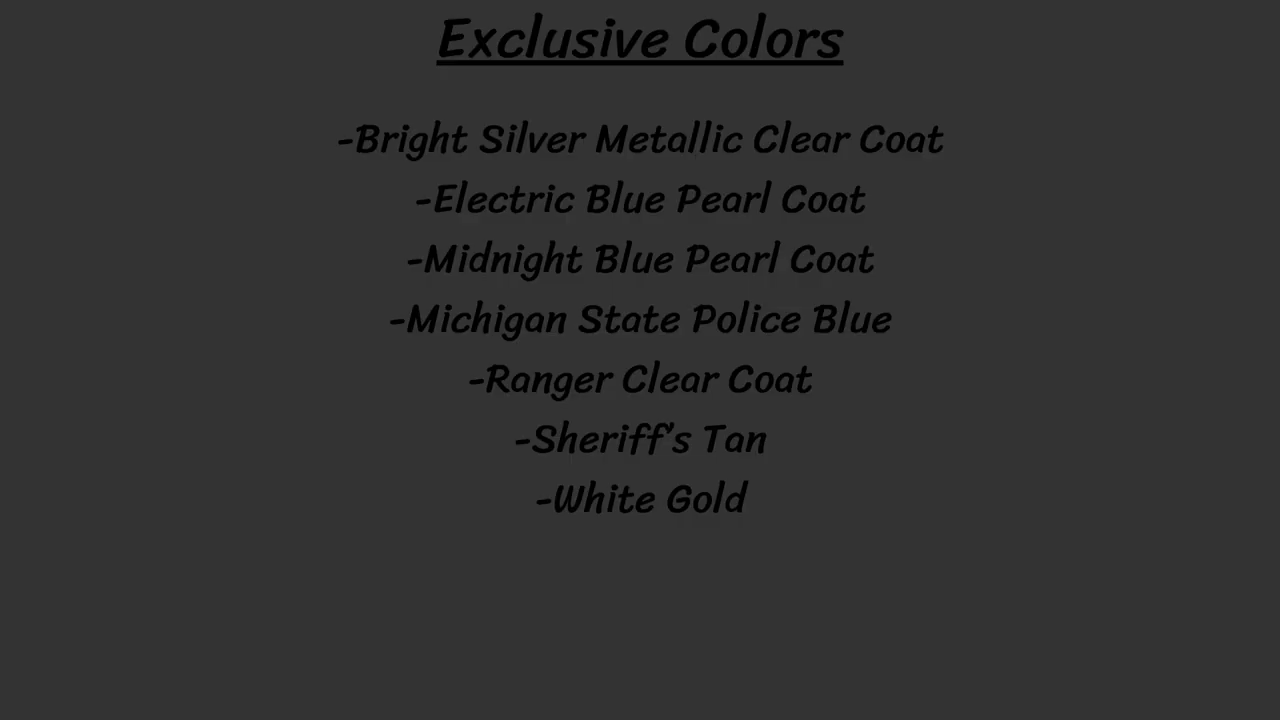 Exclusive Colors
-Bright Silver Metallic Clear Coat
-Electric Blue Pearl Coat
-Midnight Blue Pearl Coat
-Michigan State Police Blue
-Ranger Clear Coat
-Sheriff's Tan
-White Gold